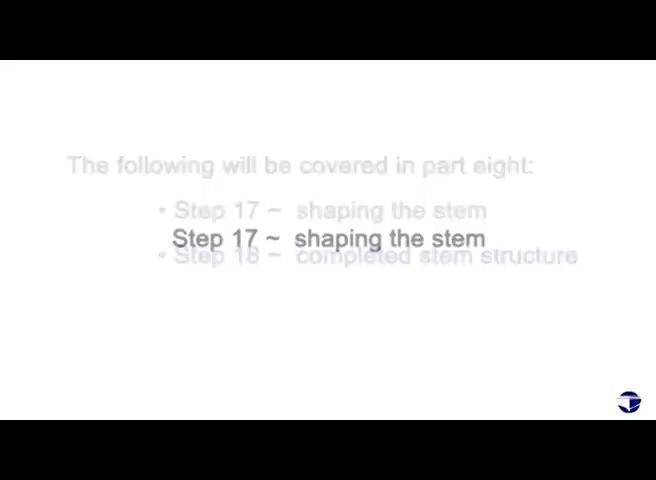 The following will be covered in part eight:
• Step 17 ~ shaping the stem
Step 17 ~ shaping the stem
• Step 18 ~ completed stem structure